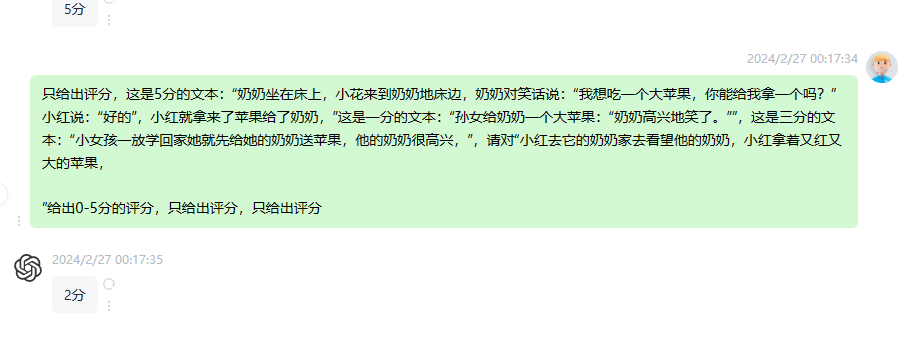 5分
2024/2/27 00:17:34
只给出评分，这是5分的文本：“奶奶坐在床上，小花来到奶奶地床边，奶奶对笑话说：“我想吃一个大苹果，你能给我拿一个吗？”
小红说：“好的”，小红就拿来了苹果给了奶奶，”这是一分的文本：“孙女给奶奶一个大苹果：“奶奶高兴地笑了。””，这是三分的文
本：“小女孩一放学回家她就先给她的奶奶送苹果，他的奶奶很高兴，”，请对“小红去它的奶奶家去看望他的奶奶，小红拿着又红又
大的苹果，
”给出0-5分的评分，只给出评分，只给出评分
2024/2/27 00:17:35
2分